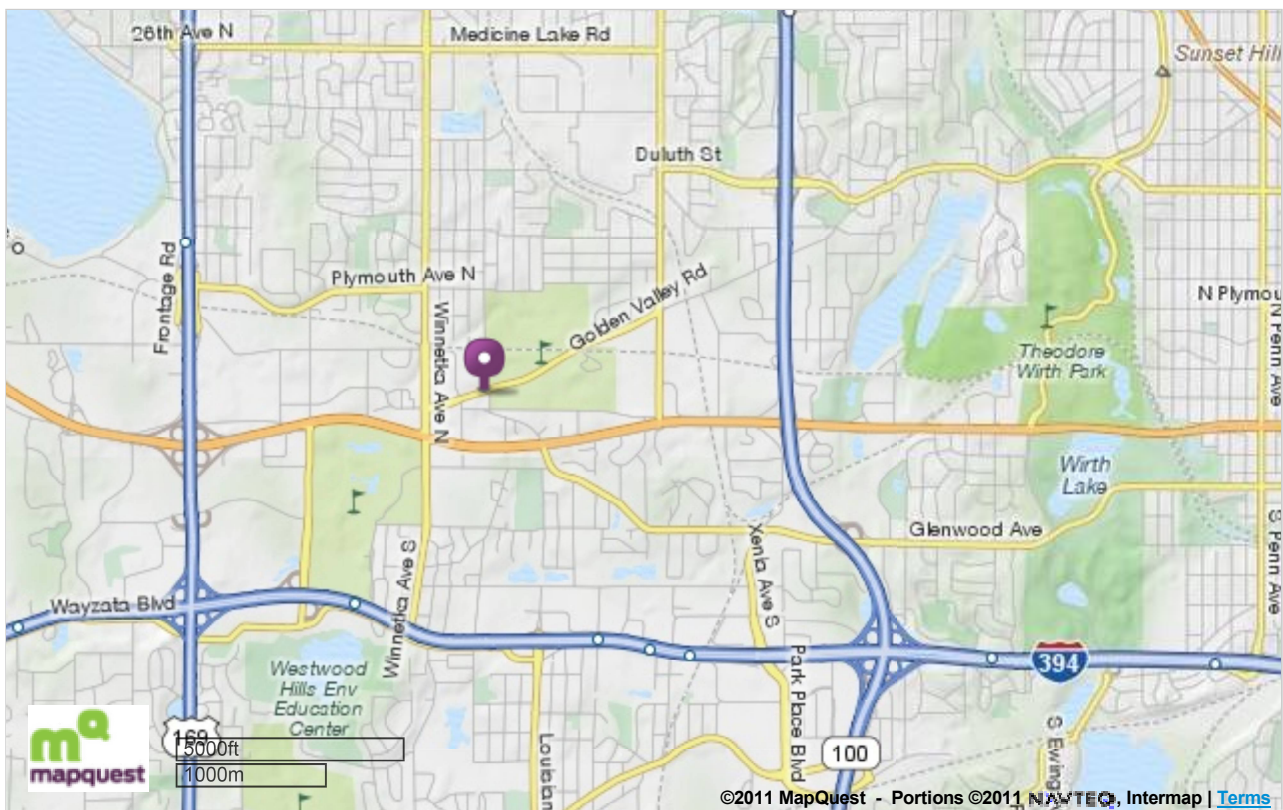 26th Ave N
Medicine Lake Rd
Sunset Hill
Duluth St
Frontage Rd
Plymouth Ave N
Golden Valley Rd
N Plymou
Winnetka Ave N
N Penn Ave
Theodore
Wirth Park
Wirth
Lake
Glenwood Ave
Xenia Ave S
S Penn Ave
Winnetka Ave S
Wayzata Blvd
Westwood
Hills Env
Education
Center
Park Place Blvd
394
169
100
Louisian
S Ewing
5000ft
1000m
mq
mapquest
©2011 MapQuest - Portions ©2011 NAVTEQ, Intermap | Terms